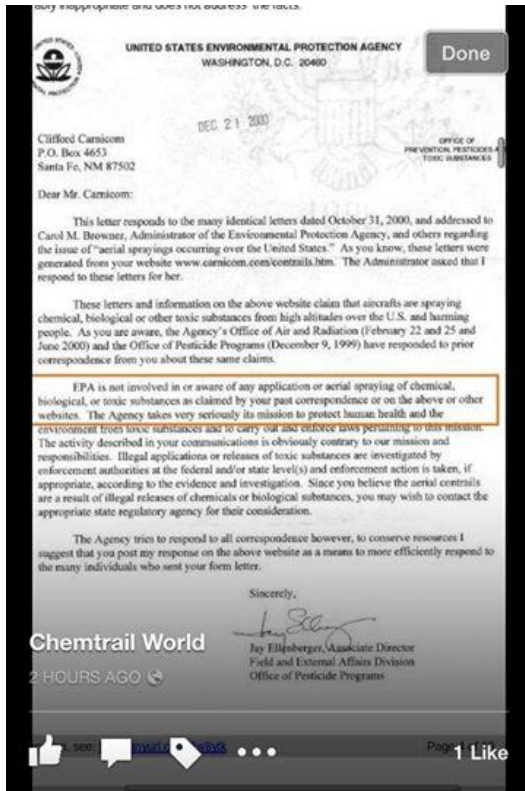 ably inappropriate and does not address the facts.
UNITED STATES ENVIRONMENTAL PROTECTION AGENCY
WASHINGTON, D.C. 20460
Done
DEC 21 2000
OFFICE OF
PREVENTION, PESTICIDES A
TOXIC SUBSTANCES
Clifford Carnicom
P.O. Box 4653
Santa Fe, NM 87502
Dear Mr. Carnicom:
This letter responds to the many identical letters dated October 31, 2000, and addressed to
Carol M. Browner, Administrator of the Environmental Protection Agency, and others regarding
the issue of "aerial sprayings occurring over the United States." As you know, these letters were
generated from your website www.carnicom.com/contrails.htm. The Administrator asked that I
respond to these letters for her.
These letters and information on the above website claim that aircrafts are spraying
chemical, biological or other toxic substances from high altitudes over the U.S. and harming
people. As you are aware, the Agency's Office of Air and Radiation (February 22 and 25 and
June 2000) and the Office of Pesticide Programs (December 9, 1999) have responded to prior
correspondence from you about these same claims.
EPA is not involved in or aware of any application or aerial spraying of chemical,
biological, or toxic substances as claimed by your past correspondence or on the above or other
websites. The Agency takes very seriously its mission to protect human health and the
environment from toxic substances and to carry out and enforce laws pertaining to this mission.
The activity described in your communications is obviously contrary to our mission and
responsibilities. Illegal applications or releases of toxic substances are investigated by
enforcement authorities at the federal and/or state level(s) and enforcement action is taken, if
appropriate, according to the evidence and investigation. Since you believe the aerial contrails
are a result of illegal releases of chemicals or biological substances, you may wish to contact the
appropriate state regulatory agency for their consideration.
The Agency tries to respond to all correspondence however, to conserve resources I
suggest that you post my response on the above website as a means to more efficiently respond to
the many individuals who sent your form letter.
Sincerely,
Jay Ellenberger, Associate Director
Field and External Affairs Division
Office of Pesticide Programs
Chemtrail World
2 HOURS AGO
see:
Page
1 Like